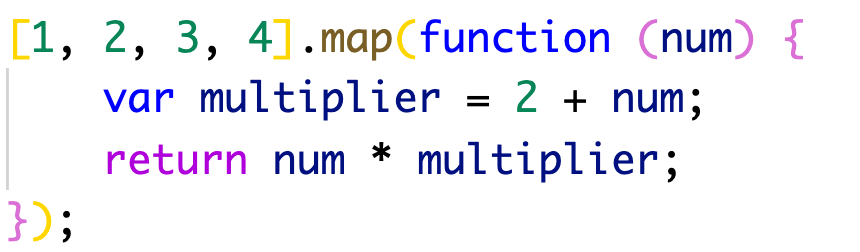 [1, 2, 3, 4].map(function (num) {
    var multiplier = 2 + num;
    return num * multiplier;
});